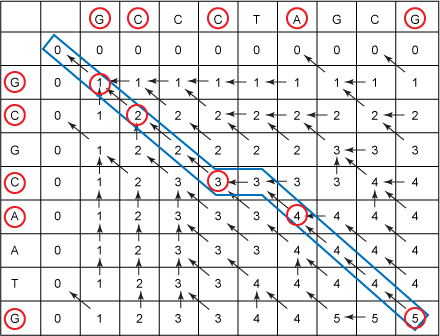 G C C C T A G C G
0 0 0 0 0 0 0 0 0 0
G 0 1 1 1 1 1 1 1 1 1
C 0 1 2 2 2 2 2 2 2 2
G 0 1 2 2 2 2 2 3 3 3
C 0 1 2 3 3 3 3 3 4 4
A 0 1 2 3 3 3 4 4 4 4
A 0 1 2 3 3 3 4 4 4 4
T 0 1 2 3 3 4 4 4 4 4
G 0 1 2 3 3 4 4 5 5 5